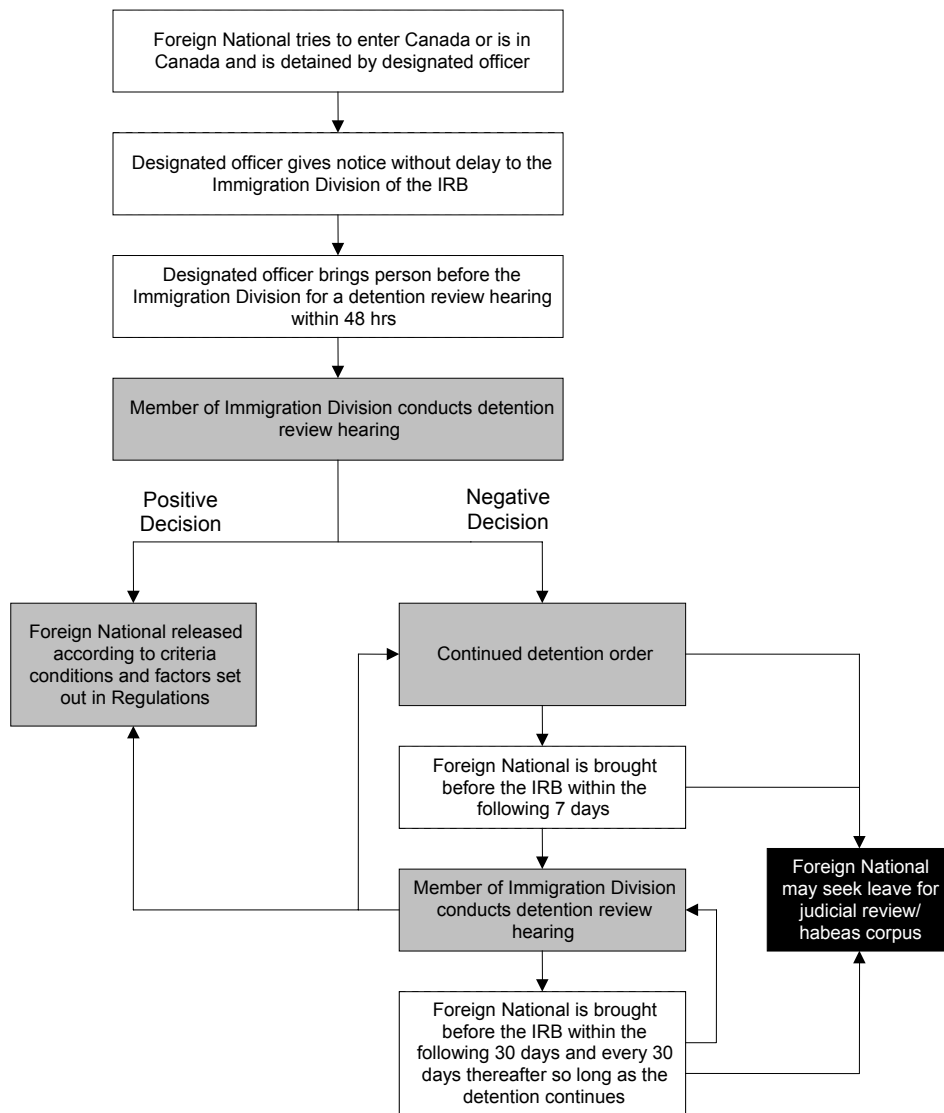 Foreign National tries to enter Canada or is in
Canada and is detained by designated officer
Designated officer gives notice without delay to the
Immigration Division of the IRB
Designated officer brings person before the
Immigration Division for a detention review hearing
within 48 hrs
Member of Immigration Division conducts detention
review hearing
Positive
Decision
Negative
Decision
Foreign National released
according to criteria
conditions and factors set
out in Regulations
Continued detention order
Foreign National is brought
before the IRB within the
following 7 days
Member of Immigration Division
conducts detention review
hearing
Foreign National
may seek leave for
judicial review/
habeas corpus
Foreign National is brought
before the IRB within the
following 30 days and every 30
days thereafter so long as the
detention continues